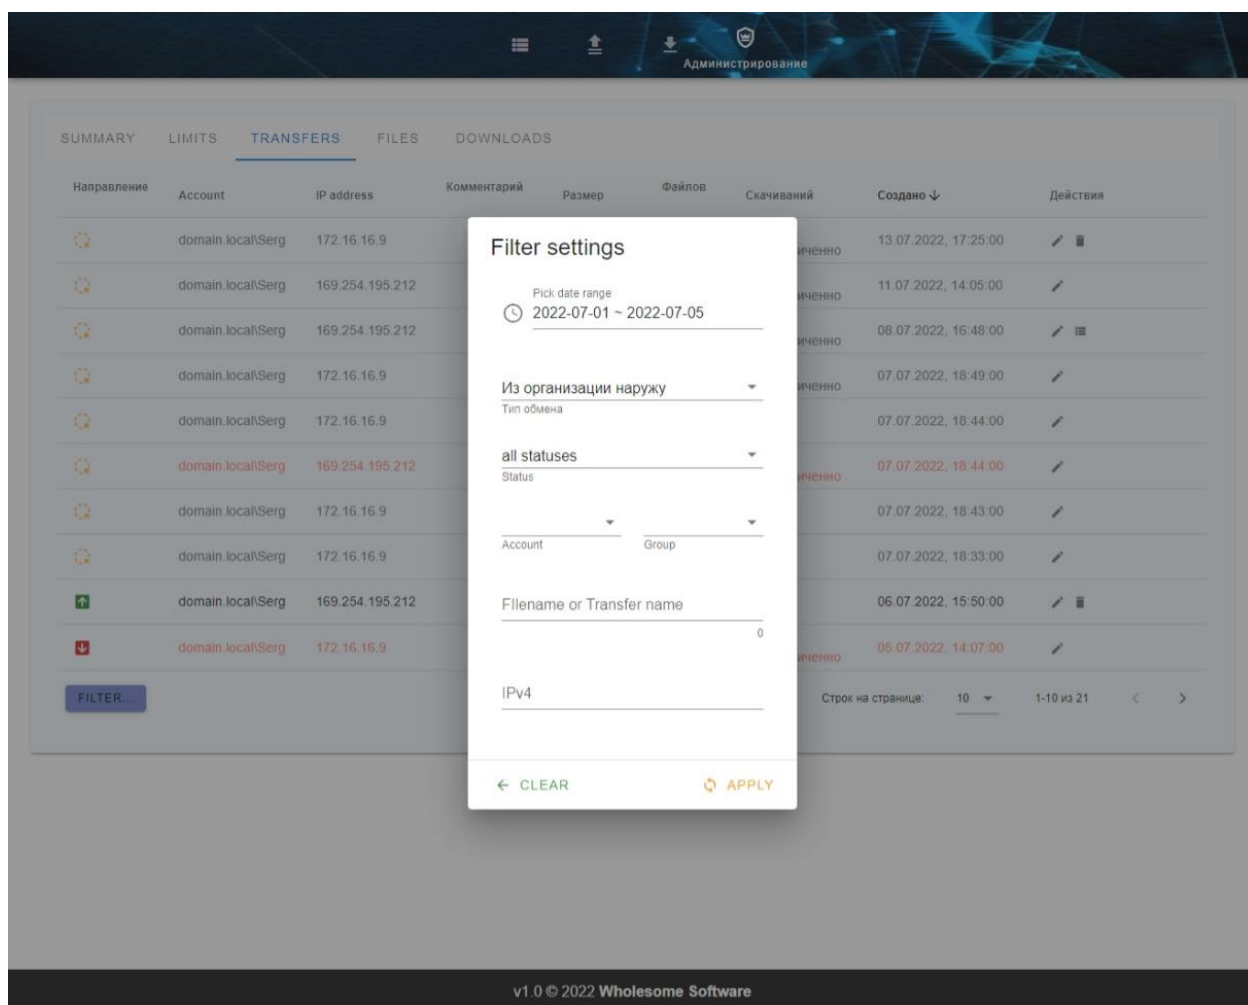 Администрирование
SUMMARY LIMITS TRANSFERS FILES DOWNLOADS
Направление Account IP address Комментарий Размер Файлов Скачиваний Создано Действия
domain.local\Serg 172.16.16.9 иченно 13.07.2022, 17:25:00
domain.local\Serg 169.254.195.212 иченно 11.07.2022, 14:05:00
domain.local\Serg 169.254.195.212 иченно 08.07.2022, 16:48:00
domain.local\Serg 172.16.16.9 иченно 07.07.2022, 18:49:00
domain.local\Serg 172.16.16.9 07.07.2022, 18:44:00
domain.local\Serg 169.254.195.212 иченно 07.07.2022, 18:44:00
domain.local\Serg 172.16.16.9 07.07.2022, 18:43:00
domain.local\Serg 172.16.16.9 07.07.2022, 18:33:00
domain.local\Serg 169.254.195.212 06.07.2022, 15:50:00
domain.local\Serg 172.16.16.9 иченно 05.07.2022, 14:07:00
FILTER... Строк на странице: 10 1-10 из 21
Filter settings
Pick date range
2022-07-01 ~ 2022-07-05
Из организации наружу
Тип обмена
all statuses
Status
Account Group
FIlename or Transfer name
0
IPv4
CLEAR APPLY
v1.0 © 2022 Wholesome Software